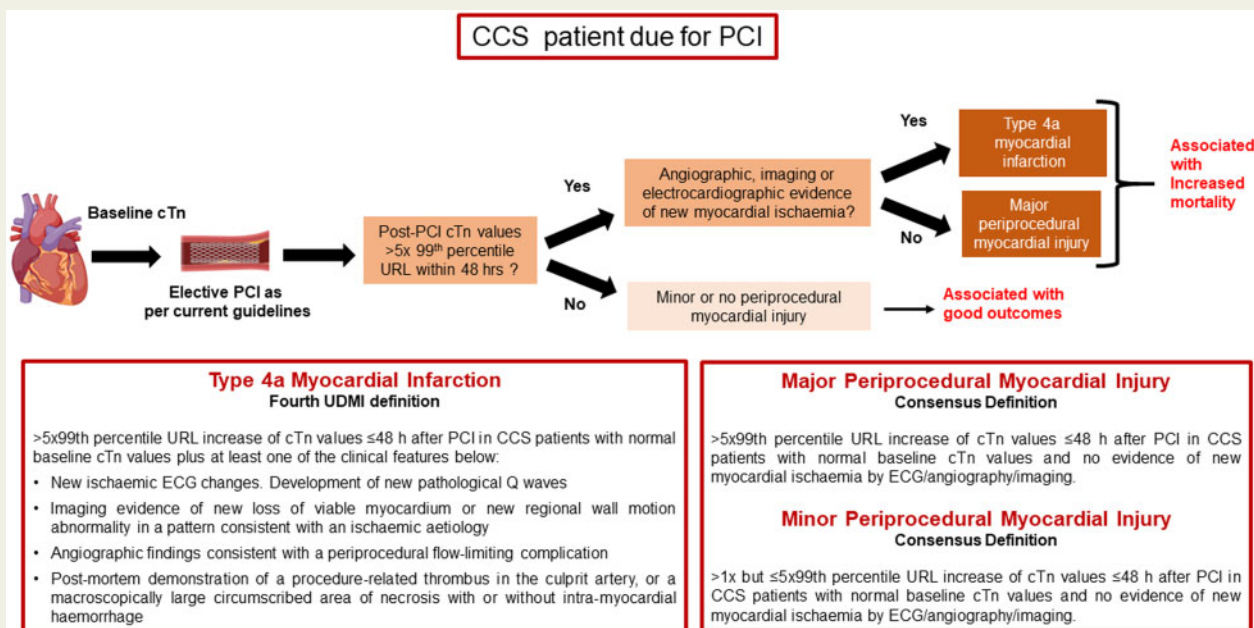 CCS patient due for PCI
Baseline cTn
Elective PCI as
per current guidelines
Post-PCI cTn values
>5x 99th percentile
URL within 48 hrs ?
Yes
No
Angiographic, imaging or
electrocardiographic evidence
of new myocardial ischaemia?
Minor or no periprocedural
myocardial injury
Associated with
good outcomes
Yes
No
Type 4a
myocardial
infarction
Major
periprocedural
myocardial injury
Associated
with
Increased
mortality
Type 4a Myocardial Infarction
Fourth UDMI definition
>5x99th percentile URL increase of cTn values ≤48 h after PCI in CCS patients with normal
baseline cTn values plus at least one of the clinical features below:
• New ischaemic ECG changes. Development of new pathological Q waves
• Imaging evidence of new loss of viable myocardium or new regional wall motion
abnormality in a pattern consistent with an ischaemic aetiology
• Angiographic findings consistent with a periprocedural flow-limiting complication
• Post-mortem demonstration of a procedure-related thrombus in the culprit artery, or a
macroscopically large circumscribed area of necrosis with or without intra-myocardial
haemorrhage
Major Periprocedural Myocardial Injury
Consensus Definition
>5x99th percentile URL increase of cTn values ≤48 h after PCI in CCS
patients with normal baseline cTn values and no evidence of new
myocardial ischaemia by ECG/angiography/imaging.
Minor Periprocedural Myocardial Injury
Consensus Definition
>1x but ≤5x99th percentile URL increase of cTn values ≤48 h after PCI in
CCS patients with normal baseline cTn values and no evidence of new
myocardial ischaemia by ECG/angiography/imaging.